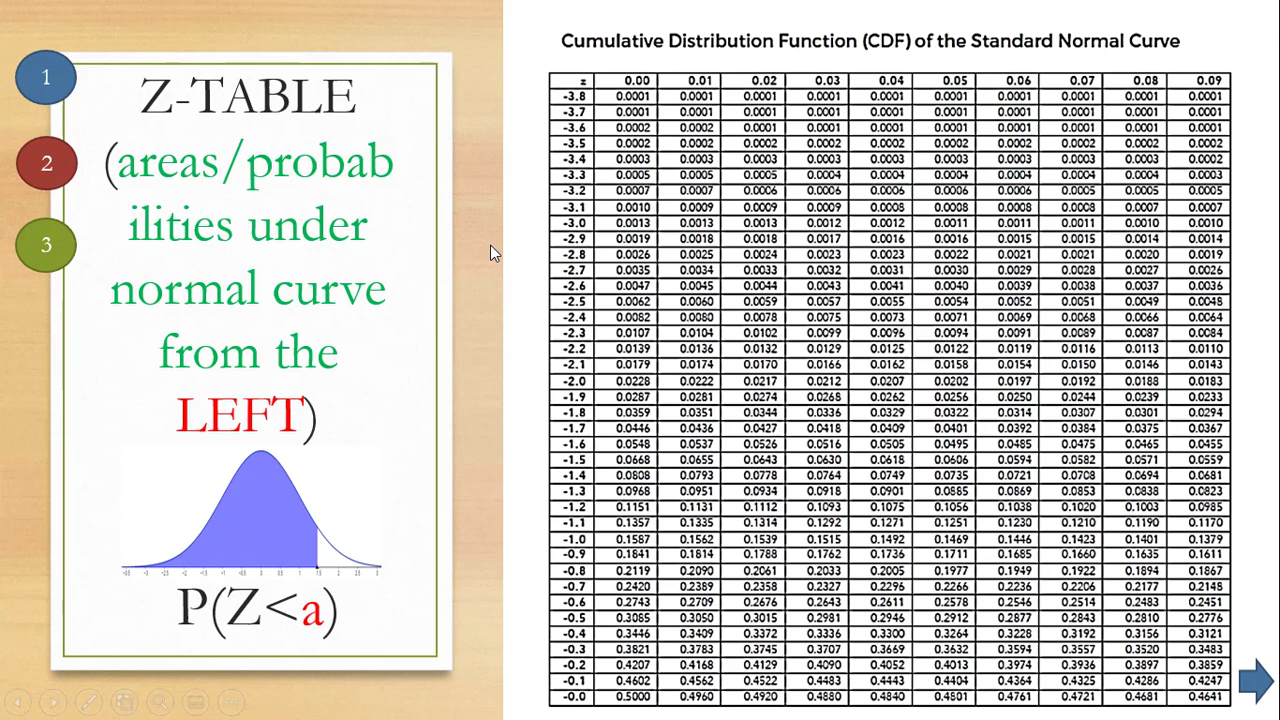 1
2
3
Z-TABLE
(areas/probab
ilities under
normal curve
from the
LEFT)
P(Z<a)
Cumulative Distribution Function (CDF) of the Standard Normal Curve
z 0.00 0.01 0.02 0.03 0.04 0.05 0.06 0.07 0.08 0.09
-3.8 0.0001 0.0001 0.0001 0.0001 0.0001 0.0001 0.0001 0.0001 0.0001 0.0001
-3.7 0.0001 0.0001 0.0001 0.0001 0.0001 0.0001 0.0001 0.0001 0.0001 0.0001
-3.6 0.0002 0.0002 0.0001 0.0001 0.0001 0.0001 0.0001 0.0001 0.0001 0.0001
-3.5 0.0002 0.0002 0.0002 0.0002 0.0002 0.0002 0.0002 0.0002 0.0002 0.0002
-3.4 0.0003 0.0003 0.0003 0.0003 0.0003 0.0003 0.0003 0.0003 0.0003 0.0002
-3.3 0.0005 0.0005 0.0005 0.0004 0.0004 0.0004 0.0004 0.0004 0.0004 0.0003
-3.2 0.0007 0.0007 0.0006 0.0006 0.0006 0.0006 0.0006 0.0005 0.0005 0.0005
-3.1 0.0010 0.0009 0.0009 0.0009 0.0008 0.0008 0.0008 0.0008 0.0007 0.0007
-3.0 0.0013 0.0013 0.0013 0.0012 0.0012 0.0011 0.0011 0.0011 0.0010 0.0010
-2.9 0.0019 0.0018 0.0018 0.0017 0.0016 0.0016 0.0015 0.0015 0.0014 0.0014
-2.8 0.0026 0.0025 0.0024 0.0023 0.0023 0.0022 0.0021 0.0021 0.0020 0.0019
-2.7 0.0035 0.0034 0.0033 0.0032 0.0031 0.0030 0.0029 0.0028 0.0027 0.0026
-2.6 0.0047 0.0045 0.0044 0.0043 0.0041 0.0040 0.0039 0.0038 0.0037 0.0036
-2.5 0.0062 0.0060 0.0059 0.0057 0.0055 0.0054 0.0052 0.0051 0.0049 0.0048
-2.4 0.0082 0.0080 0.0078 0.0075 0.0073 0.0071 0.0069 0.0068 0.0066 0.0064
-2.3 0.0107 0.0104 0.0102 0.0099 0.0096 0.0094 0.0091 0.0089 0.0087 0.0084
-2.2 0.0139 0.0136 0.0132 0.0129 0.0125 0.0122 0.0119 0.0116 0.0113 0.0110
-2.1 0.0179 0.0174 0.0170 0.0166 0.0162 0.0158 0.0154 0.0150 0.0146 0.0143
-2.0 0.0228 0.0222 0.0217 0.0212 0.0207 0.0202 0.0197 0.0192 0.0188 0.0183
-1.9 0.0287 0.0281 0.0274 0.0268 0.0262 0.0256 0.0250 0.0244 0.0239 0.0233
-1.8 0.0359 0.0351 0.0344 0.0336 0.0329 0.0322 0.0314 0.0307 0.0301 0.0294
-1.7 0.0446 0.0436 0.0427 0.0418 0.0409 0.0401 0.0392 0.0384 0.0375 0.0367
-1.6 0.0548 0.0537 0.0526 0.0516 0.0505 0.0495 0.0485 0.0475 0.0465 0.0455
-1.5 0.0668 0.0655 0.0643 0.0630 0.0618 0.0606 0.0594 0.0582 0.0571 0.0559
-1.4 0.0808 0.0793 0.0778 0.0764 0.0749 0.0735 0.0721 0.0708 0.0694 0.0681
-1.3 0.0968 0.0951 0.0934 0.0918 0.0901 0.0885 0.0869 0.0853 0.0838 0.0823
-1.2 0.1151 0.1131 0.1112 0.1093 0.1075 0.1056 0.1038 0.1020 0.1003 0.0985
-1.1 0.1357 0.1335 0.1314 0.1292 0.1271 0.1251 0.1230 0.1210 0.1190 0.1170
-1.0 0.1587 0.1562 0.1539 0.1515 0.1492 0.1469 0.1446 0.1423 0.1401 0.1379
-0.9 0.1841 0.1814 0.1788 0.1762 0.1736 0.1711 0.1685 0.1660 0.1635 0.1611
-0.8 0.2119 0.2090 0.2061 0.2033 0.2005 0.1977 0.1949 0.1922 0.1894 0.1867
-0.7 0.2420 0.2389 0.2358 0.2327 0.2296 0.2266 0.2236 0.2206 0.2177 0.2148
-0.6 0.2743 0.2709 0.2676 0.2643 0.2611 0.2578 0.2546 0.2514 0.2483 0.2451
-0.5 0.3085 0.3050 0.3015 0.2981 0.2946 0.2912 0.2877 0.2843 0.2810 0.2776
-0.4 0.3446 0.3409 0.3372 0.3336 0.3300 0.3264 0.3228 0.3192 0.3156 0.3121
-0.3 0.3821 0.3783 0.3745 0.3707 0.3669 0.3632 0.3594 0.3557 0.3520 0.3483
-0.2 0.4207 0.4168 0.4129 0.4090 0.4052 0.4013 0.3974 0.3936 0.3897 0.3859
-0.1 0.4602 0.4562 0.4522 0.4483 0.4443 0.4404 0.4364 0.4325 0.4286 0.4247
-0.0 0.5000 0.4960 0.4920 0.4880 0.4840 0.4801 0.4761 0.4721 0.4681 0.4641